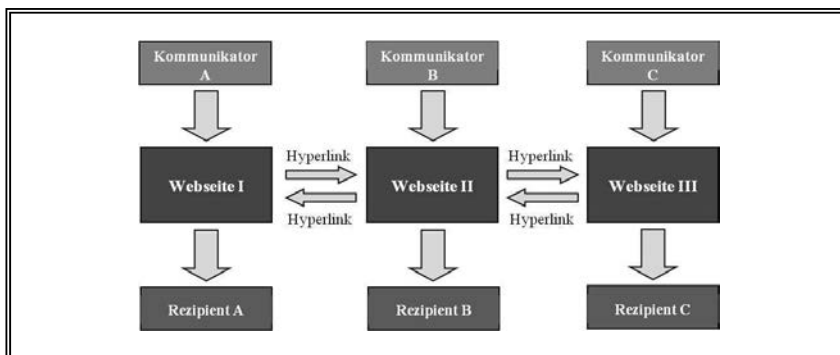 Kommunikator
A
Kommunikator
B
Kommunikator
C
Hyperlink
Hyperlink
Webseite I
Webseite II
Webseite III
Hyperlink
Hyperlink
Rezipient A
Rezipient B
Rezipient C